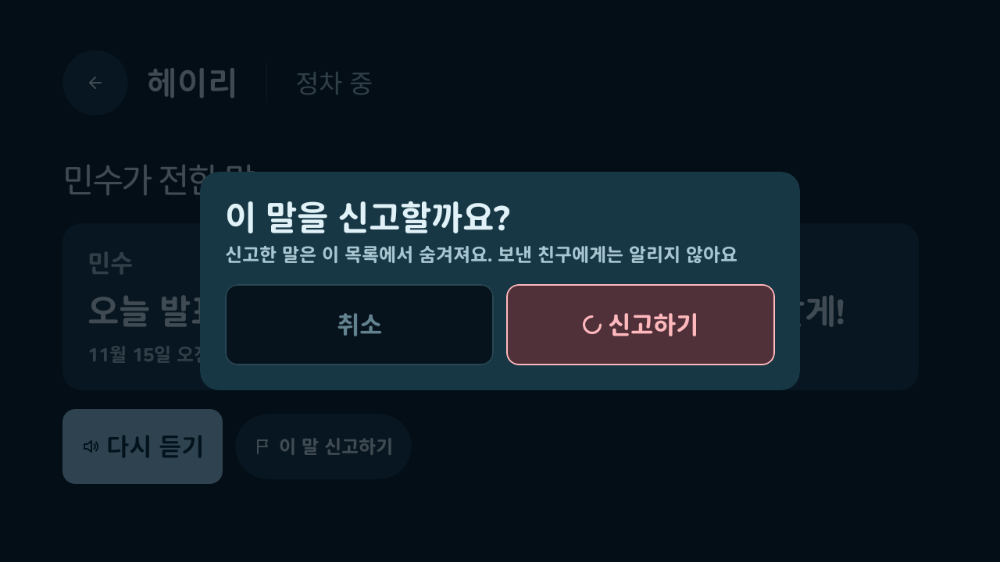 헤이리
정차 중
민수가 전한 말
이 말을 신고할까요?
신고한 말은 이 목록에서 숨겨져요. 보낸 친구에게는 알리지 않아요
취소
신고하기
민수
오늘
11월 15일
다시 듣기
이 말 신고하기